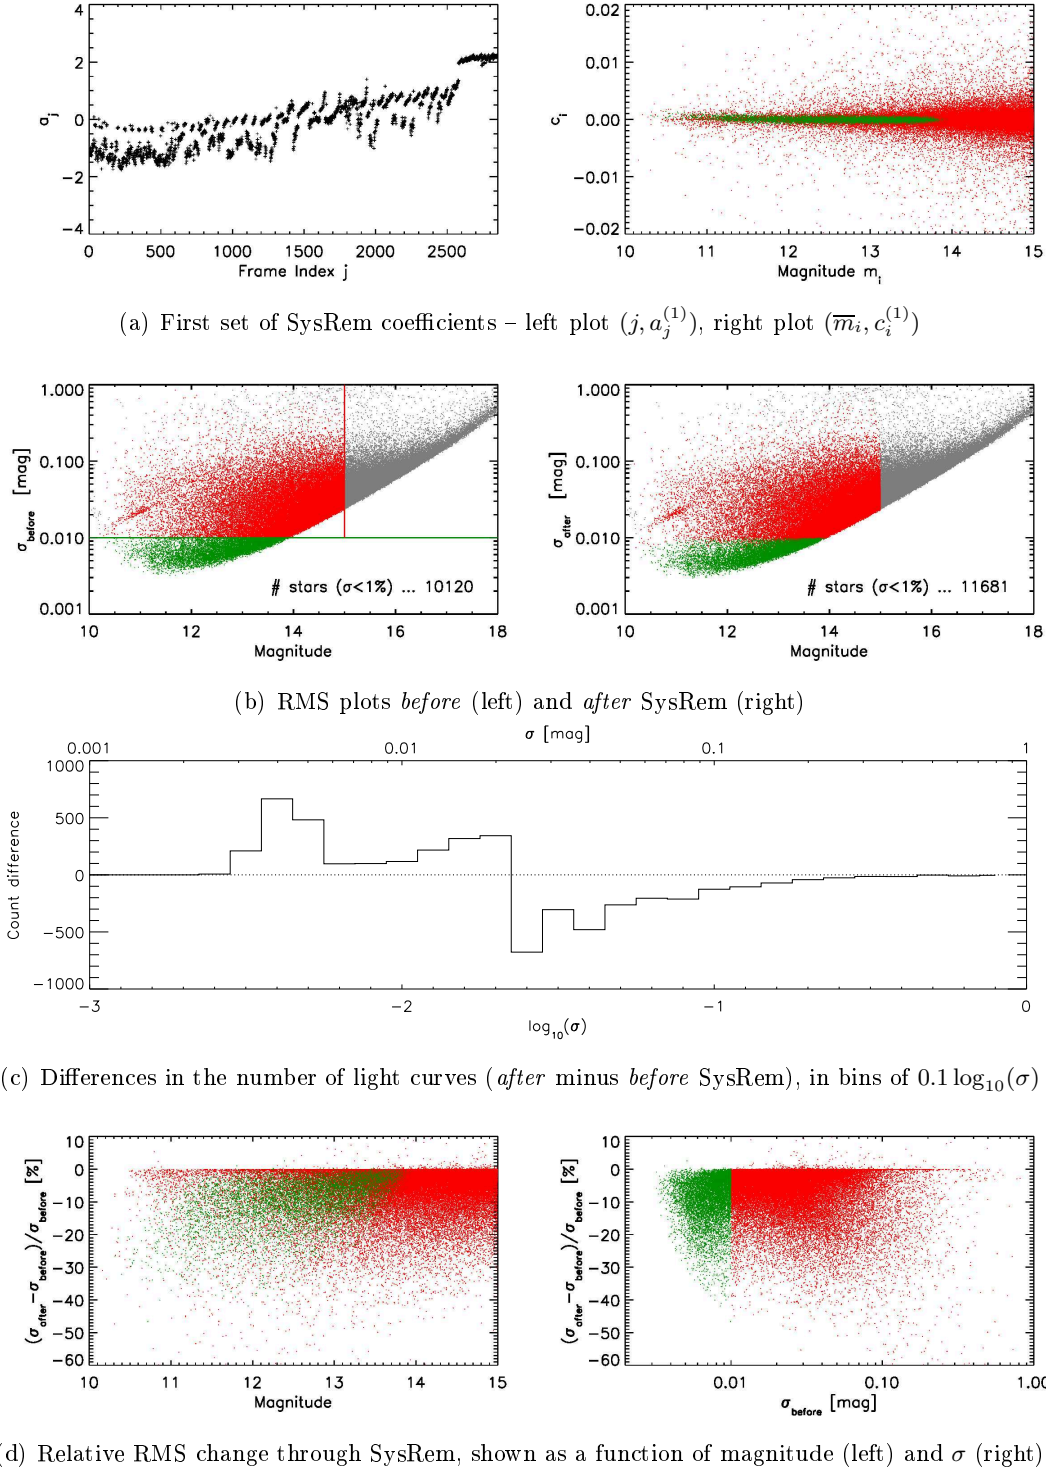 4
2
0
−2
−4
a_j
0 500 1000 1500 2000 2500
Frame Index j
0.02
0.01
0.00
−0.01
−0.02
c_i
10 11 12 13 14 15
Magnitude m_i
(a) First set of SysRem coefficients – left plot (j, a_j^(1)), right plot (m̅_i, c_i^(1))
1.000
0.100
0.010
0.001
σ_before [mag]
# stars (σ<1%) ... 10120
10 12 14 16 18
Magnitude
1.000
0.100
0.010
0.001
σ_after [mag]
# stars (σ<1%) ... 11681
10 12 14 16 18
Magnitude
(b) RMS plots before (left) and after SysRem (right)
σ [mag]
0.001 0.01 0.1 1
1000
500
0
−500
−1000
Count difference
−3 −2 −1 0
log_10(σ)
(c) Differences in the number of light curves (after minus before SysRem), in bins of 0.1 log_10(σ)
10
0
−10
−20
−30
−40
−50
−60
(σ_after−σ_before)/σ_before [%]
10 11 12 13 14 15
Magnitude
10
0
−10
−20
−30
−40
−50
−60
(σ_after−σ_before)/σ_before [%]
0.01 0.10 1.00
σ_before [mag]
d) Relative RMS change through SysRem, shown as a function of magnitude (left) and σ (right)